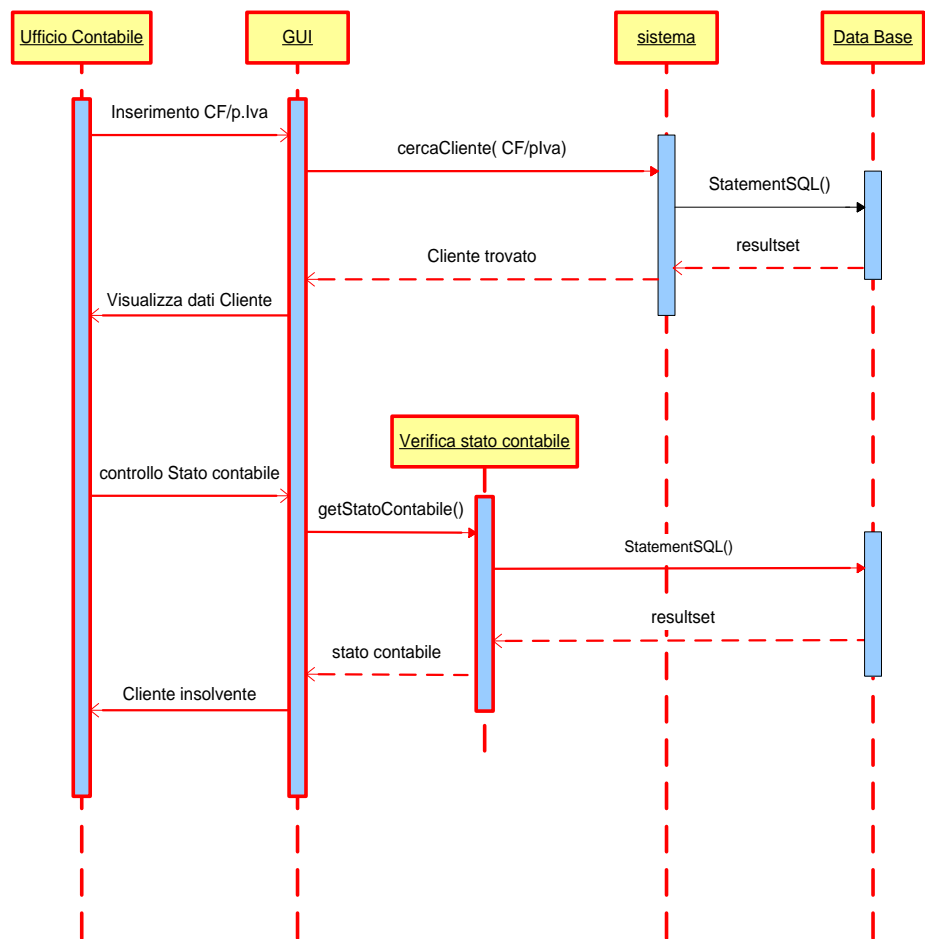 Ufficio Contabile
GUI
sistema
Data Base
Inserimento CF/p.Iva
cercaCliente( CF/pIva)
StatementSQL()
resultset
Cliente trovato
Visualizza dati Cliente
Verifica stato contabile
controllo Stato contabile
getStatoContabile()
StatementSQL()
resultset
stato contabile
Cliente insolvente